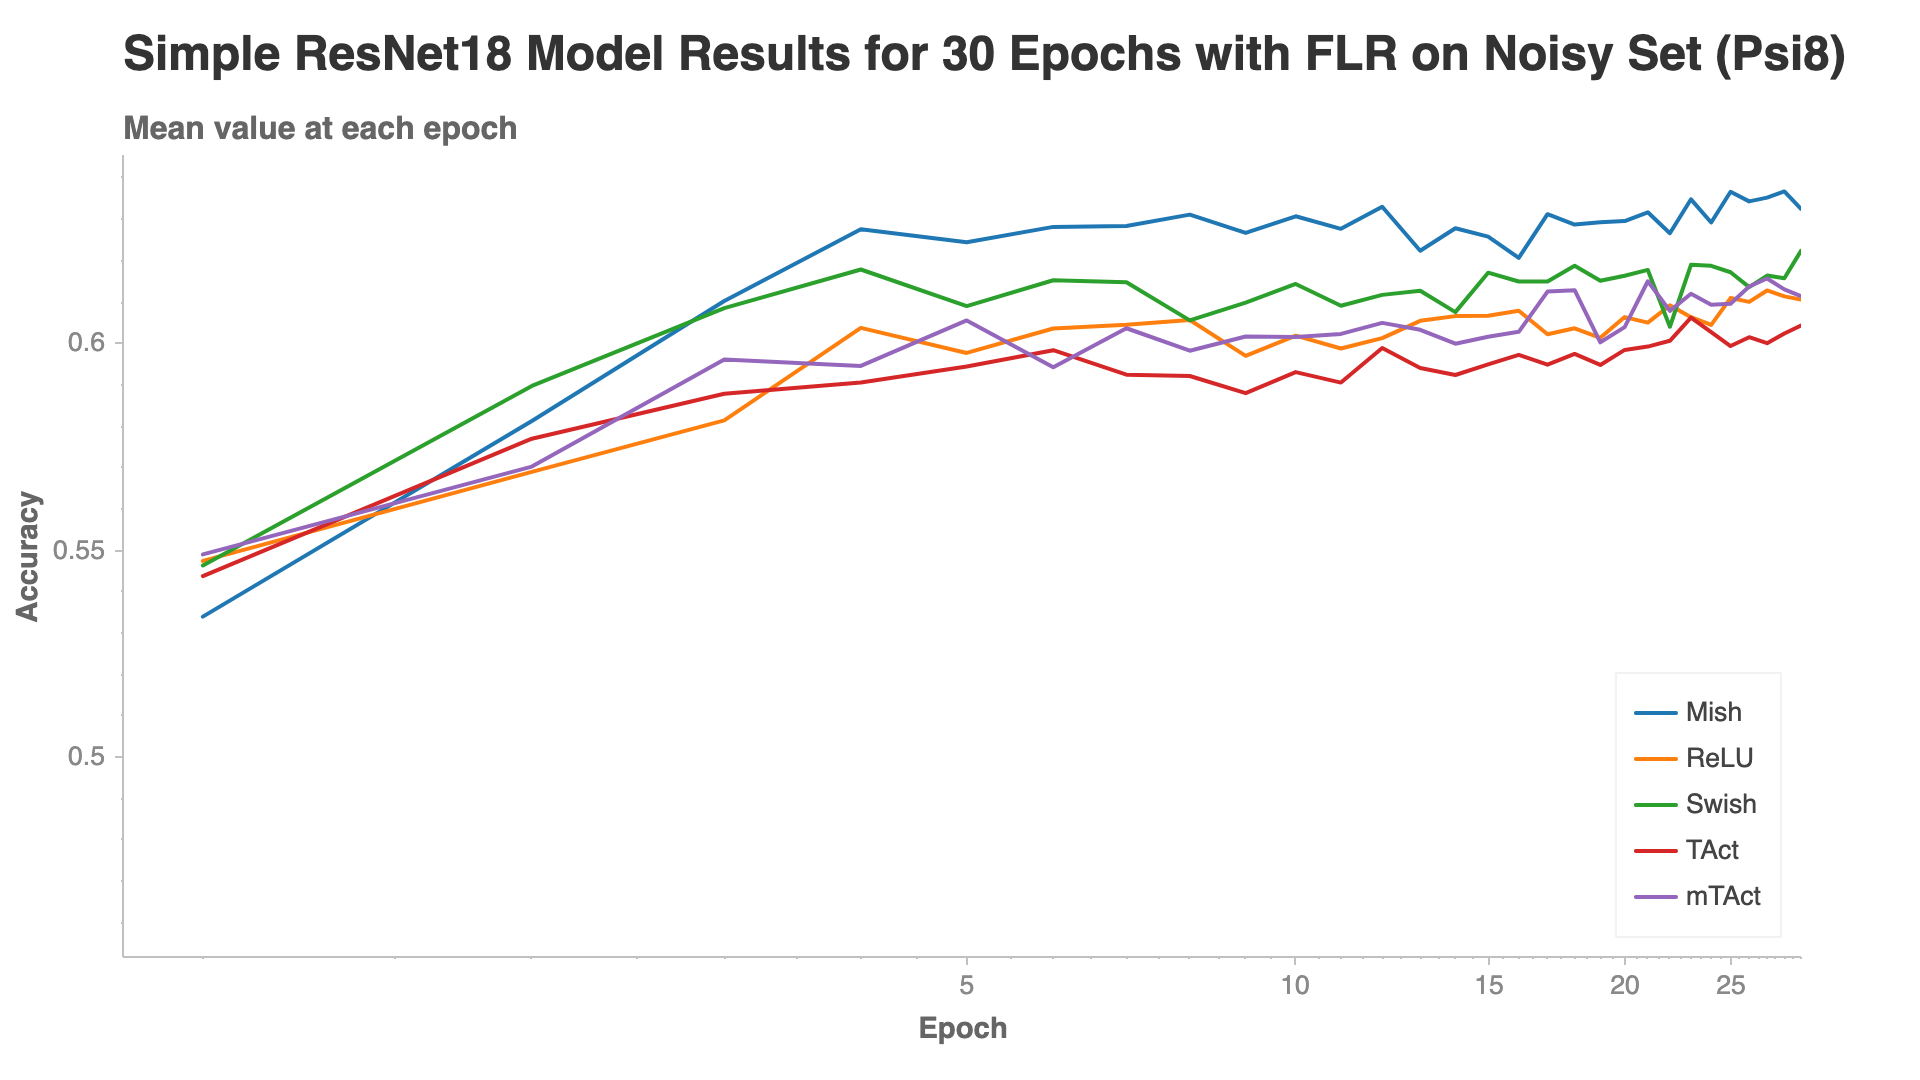 Simple ResNet18 Model Results for 30 Epochs with FLR on Noisy Set (Psi8)
Mean value at each epoch
Accuracy
0.6
0.55
0.5
Mish
ReLU
Swish
TAct
mTAct
5 10 15 20 25
Epoch